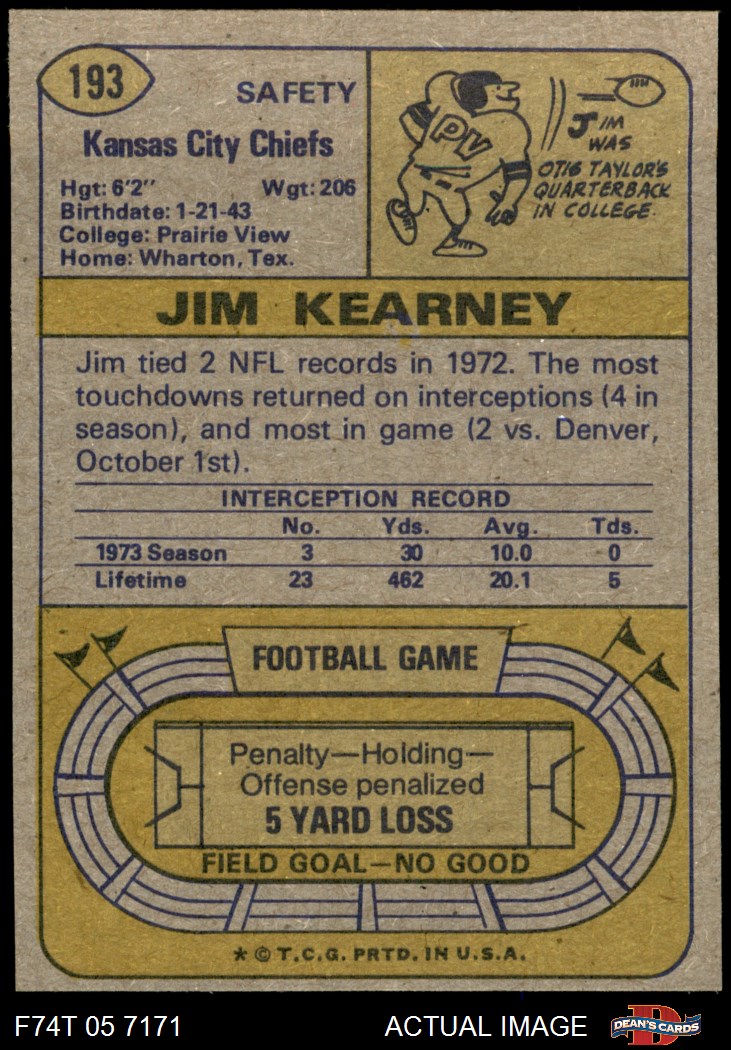 193
SAFETY
Kansas City Chiefs
Hgt: 6'2" Wgt: 206
Birthdate: 1-21-43
College: Prairie View
Home: Wharton, Tex.
PV
JIM
WAS
OTIS TAYLOR'S
QUARTERBACK
IN COLLEGE.
JIM KEARNEY
Jim tied 2 NFL records in 1972. The most
touchdowns returned on interceptions (4 in
season), and most in game (2 vs. Denver,
October 1st).
INTERCEPTION RECORD
No. Yds. Avg. Tds.
1973 Season 3 30 10.0 0
Lifetime 23 462 20.1 5
FOOTBALL GAME
Penalty—Holding—
Offense penalized
5 YARD LOSS
FIELD GOAL—NO GOOD
* © T.C.G. PRTD. IN U.S.A.
F74T 05 7171 ACTUAL IMAGE D DEAN'S CARDS